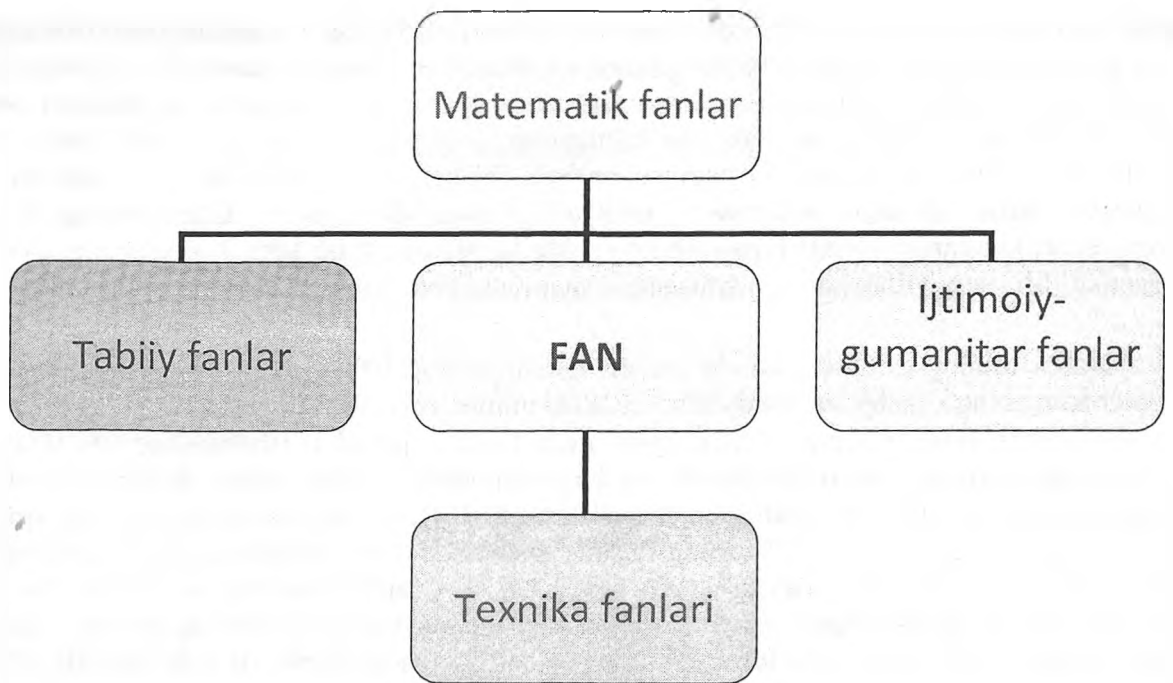 Matematik fanlar
Tabiiy fanlar
FAN
Ijtimoiy-
gumanitar fanlar
Texnika fanlari